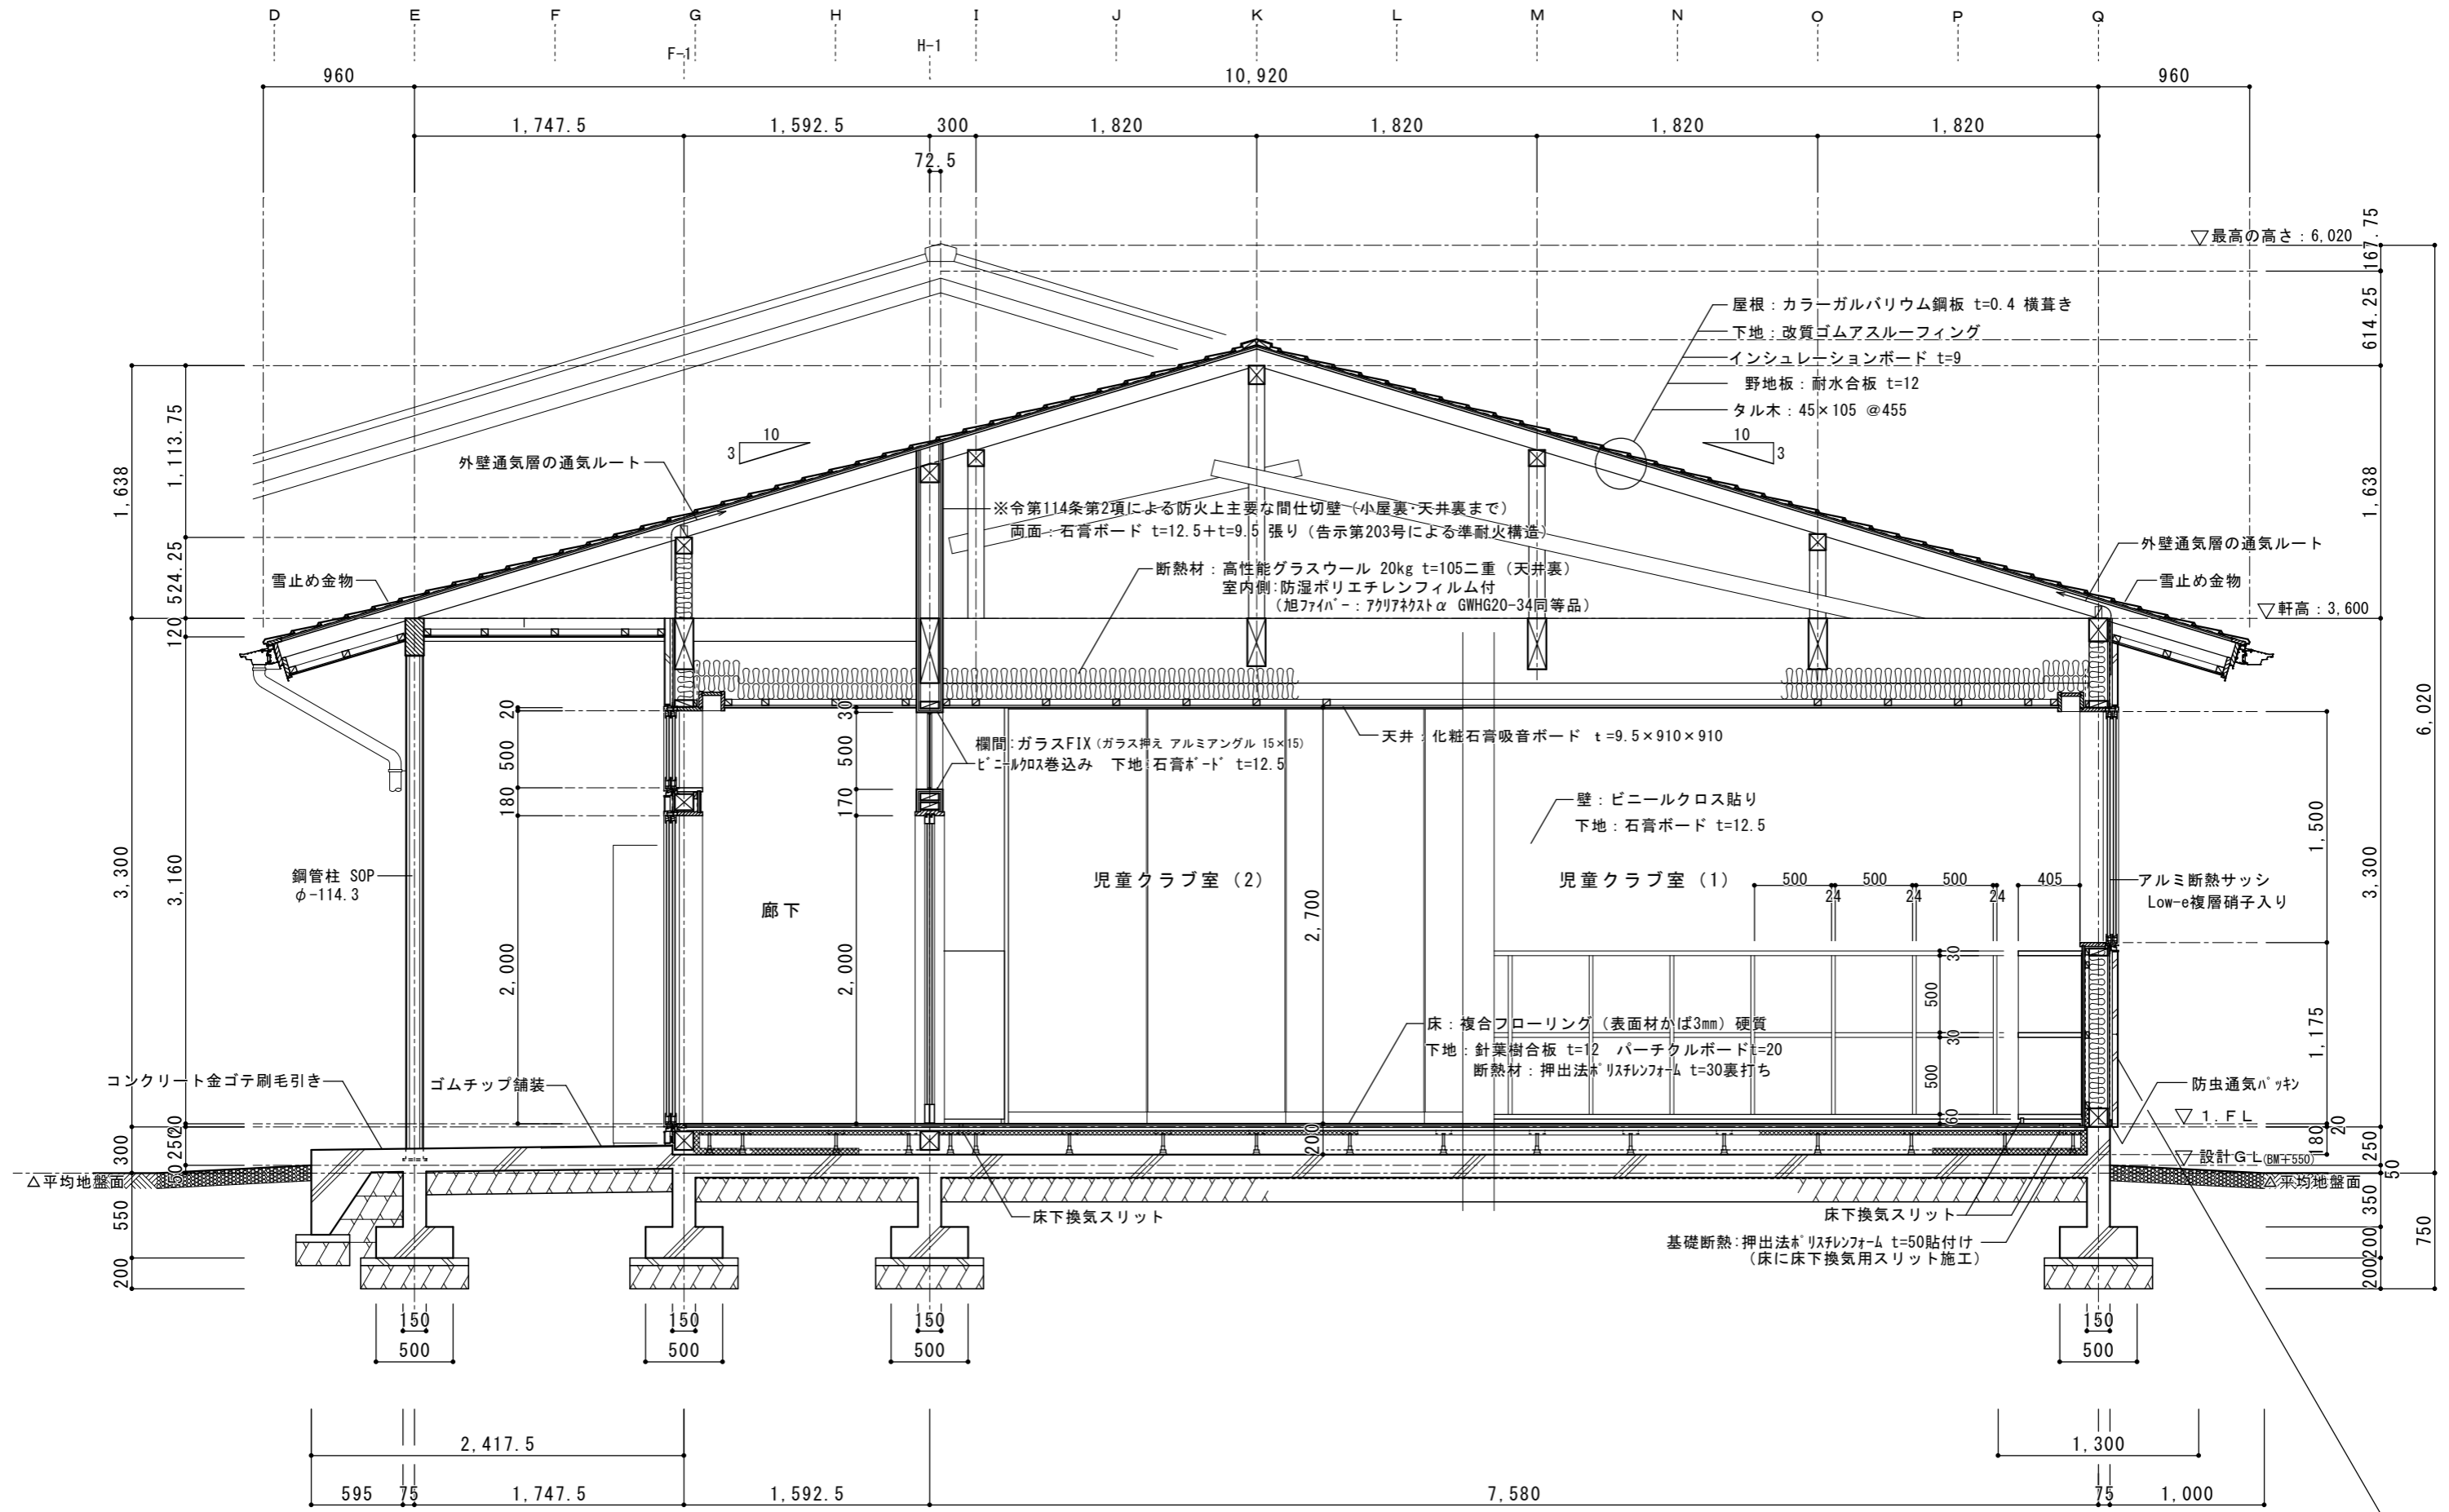 D E F G H I J K L M N O P Q
F-1 H-1
960 10,920 960
1,747.5 1,592.5 300 1,820 1,820 1,820 1,820
72.5
▽最高の高さ：6,020
167.75
614.25
屋根：カラーガルバリウム鋼板 t=0.4 横葺き
下地：改質ゴムアスルーフィング
インシュレーションボード t=9
野地板：耐水合板 t=12
タル木：45×105 @455
10
3
10
3
外壁通気層の通気ルート
1,638
1,113.75
524.25
120
1,638
※令第114条第2項による防火上主要な間仕切壁（小屋裏・天井裏まで）
両面：石膏ボード t=12.5＋t=9.5 張り（告示第203号による準耐火構造）
外壁通気層の通気ルート
雪止め金物
雪止め金物
断熱材：高性能グラスウール 20kg t=105二重（天井裏）
室内側：防湿ポリエチレンフィルム付
（旭ファイバー：アクリアネクストα GWHG20-34同等品）
▽軒高：3,600
6,020
20
500
180
2,000
30
500
170
2,000
欄間：ガラスFIX（ガラス押え アルミアングル 15×15）
ビニールクロス巻込み 下地：石膏ボード t=12.5
天井：化粧石膏吸音ボード t=9.5×910×910
壁：ビニールクロス貼り
下地：石膏ボード t=12.5
3,300
3,160
鋼管柱 SOP
φ-114.3
廊下
児童クラブ室（2）
2,700
児童クラブ室（1）
500 500 500 405
24 24 24
アルミ断熱サッシ
Low-e複層硝子入り
1,500
3,300
30
500
30
500
60
1,175
床：複合フローリング（表面材かば3mm）硬質
下地：針葉樹合板 t=12 パーチクルボードt=20
断熱材：押出法ポリスチレンフォーム t=30裏打ち
コンクリート金ゴテ刷毛引き
ゴムチップ舗装
防虫通気パッキン
▽ 1.FL
20
180
250
50
▽ 設計GL(BM+550)
300
250
20
50
200
△平均地盤面
△平均地盤面
550
200
350
200
200
750
床下換気スリット
床下換気スリット
基礎断熱：押出法ポリスチレンフォーム t=50貼付け
（床に床下換気用スリット施工）
150 150 150 150
500 500 500 500
2,417.5 1,300
595 75 1,747.5 1,592.5 7,580 75 1,000